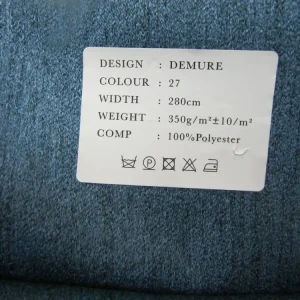 DESIGN : DEMURE
COLOUR : 27
WIDTH : 280cm
WEIGHT : 350g/m²±10/m²
COMP : 100%Polyester